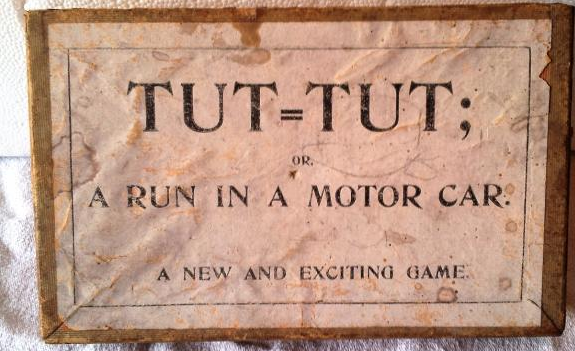 TUT=TUT;
OR,
A RUN IN A MOTOR CAR.
A NEW AND EXCITING GAME.